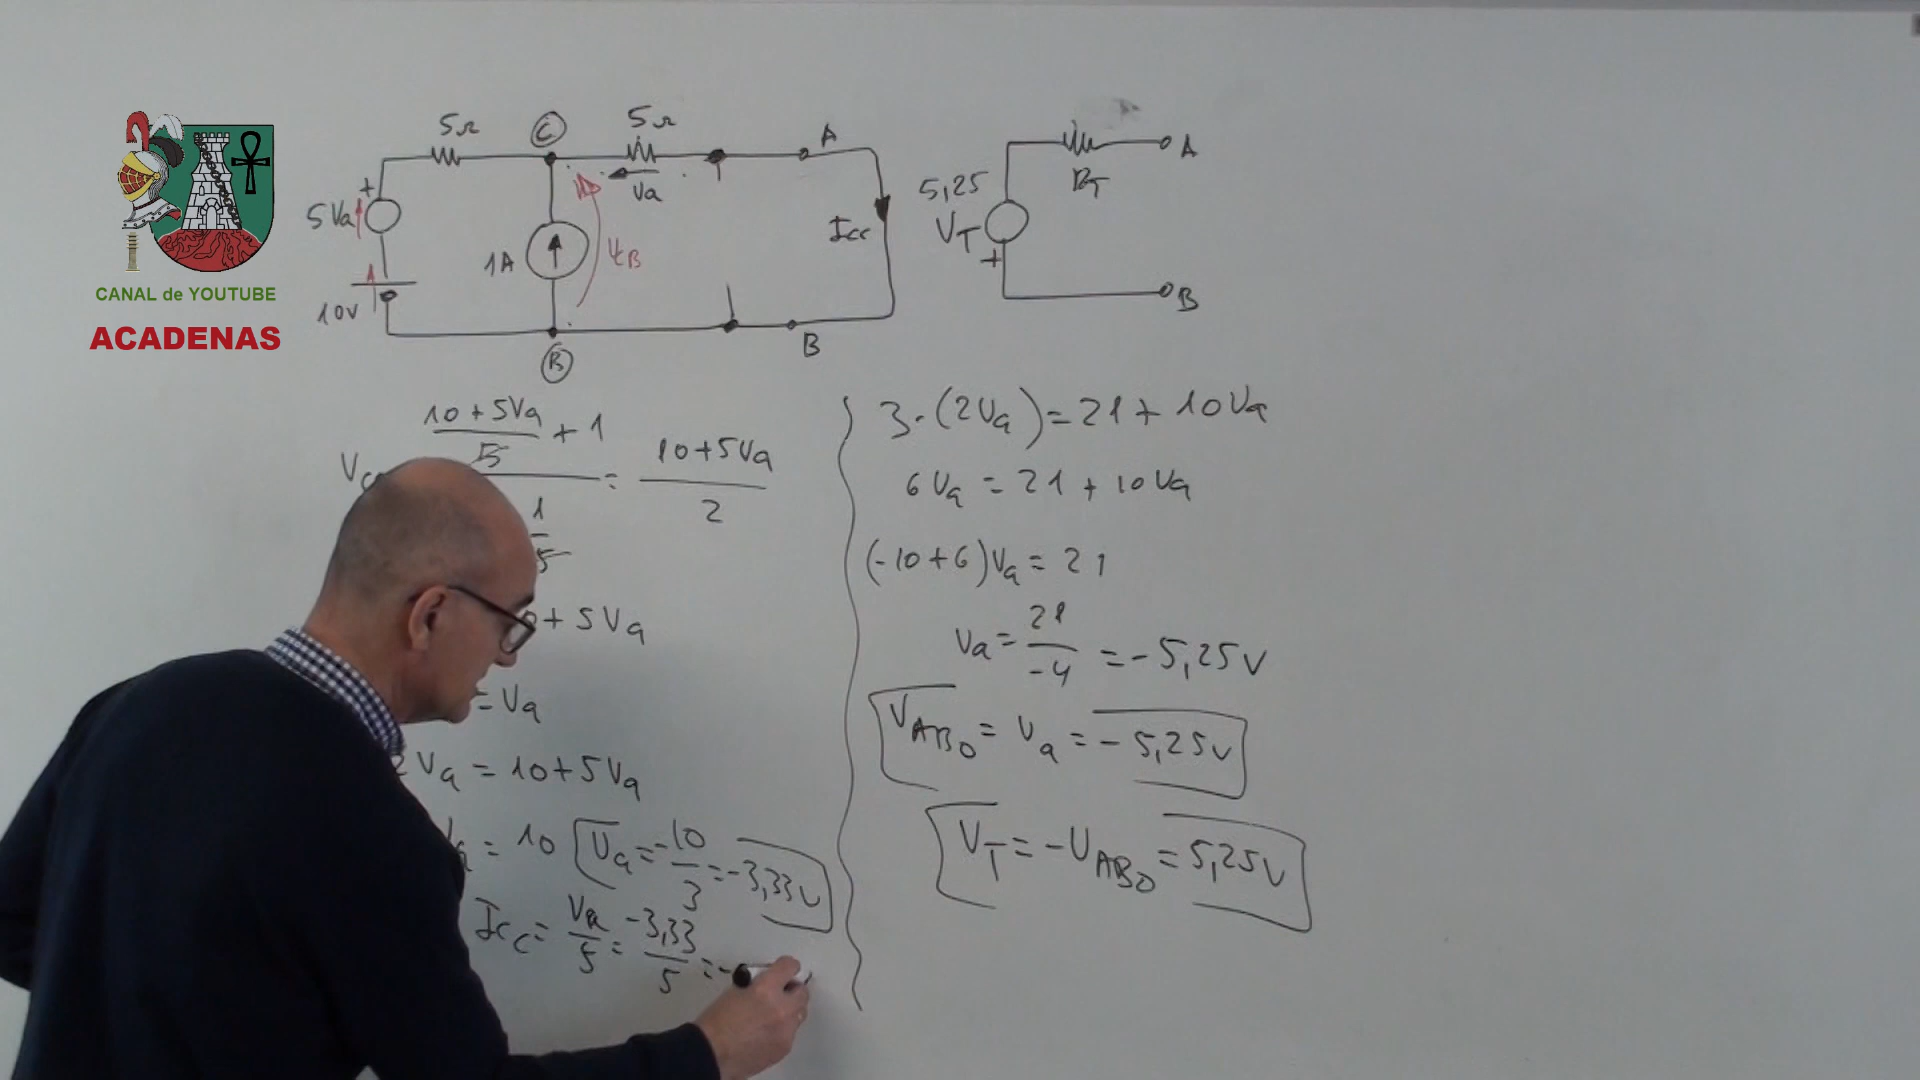 CANAL de YOUTUBE
ACADENAS
5Ω
C
5Ω
A
Va
5Va
+
1A
10V
Icc
B
B
5,25
VT
+
RT
A
B
(10+5Va)/5 + 1
= (10+5Va)/2
1/5
+ 5Va
= Va
2Va = 10+5Va
= 10 Va = -10/3 = -3,33V
Icc = Va/5 = -3,33/5 = -
3·(2Va) = 21 + 10Va
6Va = 21 + 10Va
(-10+6)Va = 21
Va = 21/-4 = -5,25V
VAB0 = Va = -5,25V
VT = -VAB0 = 5,25V